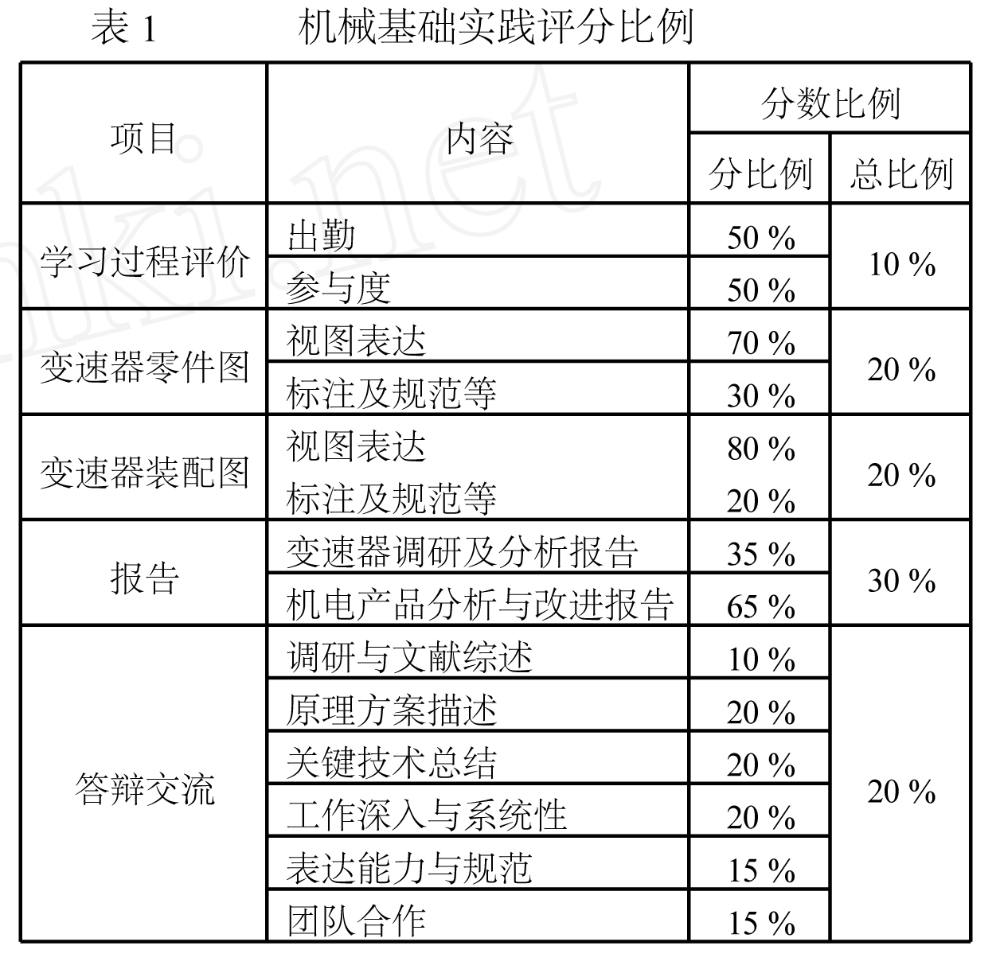 表 1 机械基础实践评分比例
项目 内容 分数比例
分比例 总比例
学习过程评价 出勤 50 % 10 %
参与度 50 %
变速器零件图 视图表达 70 % 20 %
标注及规范等 30 %
变速器装配图 视图表达 80 % 20 %
标注及规范等 20 %
报告 变速器调研及分析报告 35 % 30 %
机电产品分析与改进报告 65 %
答辩交流 调研与文献综述 10 % 20 %
原理方案描述 20 %
关键技术总结 20 %
工作深入与系统性 20 %
表达能力与规范 15 %
团队合作 15 %
nki.net